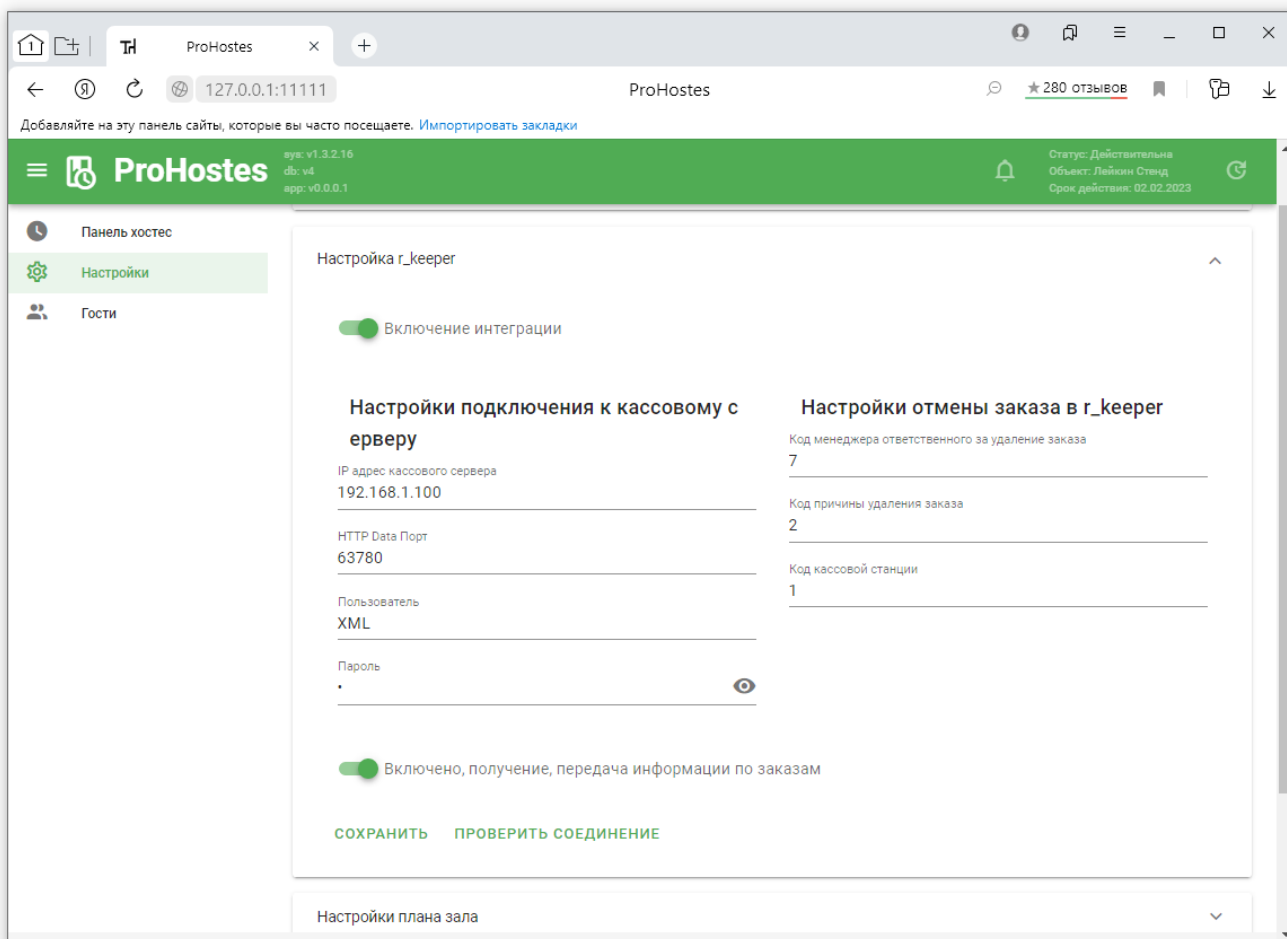 1
TH ProHostes
Я 127.0.0.1:11111 ProHostes ★ 280 отзывов
Добавляйте на эту панель сайты, которые вы часто посещаете. Импортировать закладки
ProHostes
sys: v1.3.2.16
db: v4
app: v0.0.0.1
Статус: Действительна
Объект: Лейкин Стенд
Срок действия: 02.02.2023
Панель хостес
Настройки
Гости
Настройка r_keeper
Включение интеграции
Настройки подключения к кассовому с
ерверу
IP адрес кассового сервера
192.168.1.100
HTTP Data Порт
63780
Пользователь
XML
Пароль
•
Настройки отмены заказа в r_keeper
Код менеджера ответственного за удаление заказа
7
Код причины удаления заказа
2
Код кассовой станции
1
Включено, получение, передача информации по заказам
СОХРАНИТЬ ПРОВЕРИТЬ СОЕДИНЕНИЕ
Настройки плана зала